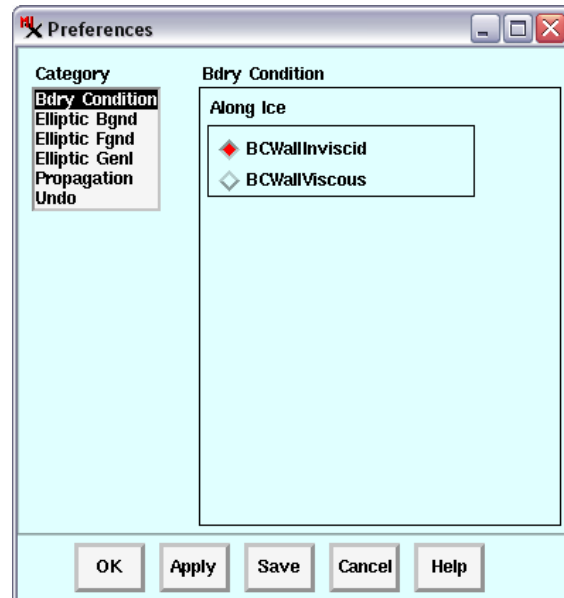 Preferences
Category
Bdry Condition
Elliptic Bgnd
Elliptic Fgnd
Elliptic Genl
Propagation
Undo
Bdry Condition
Along Ice
BCWallInviscid
BCWallViscous
OK Apply Save Cancel Help